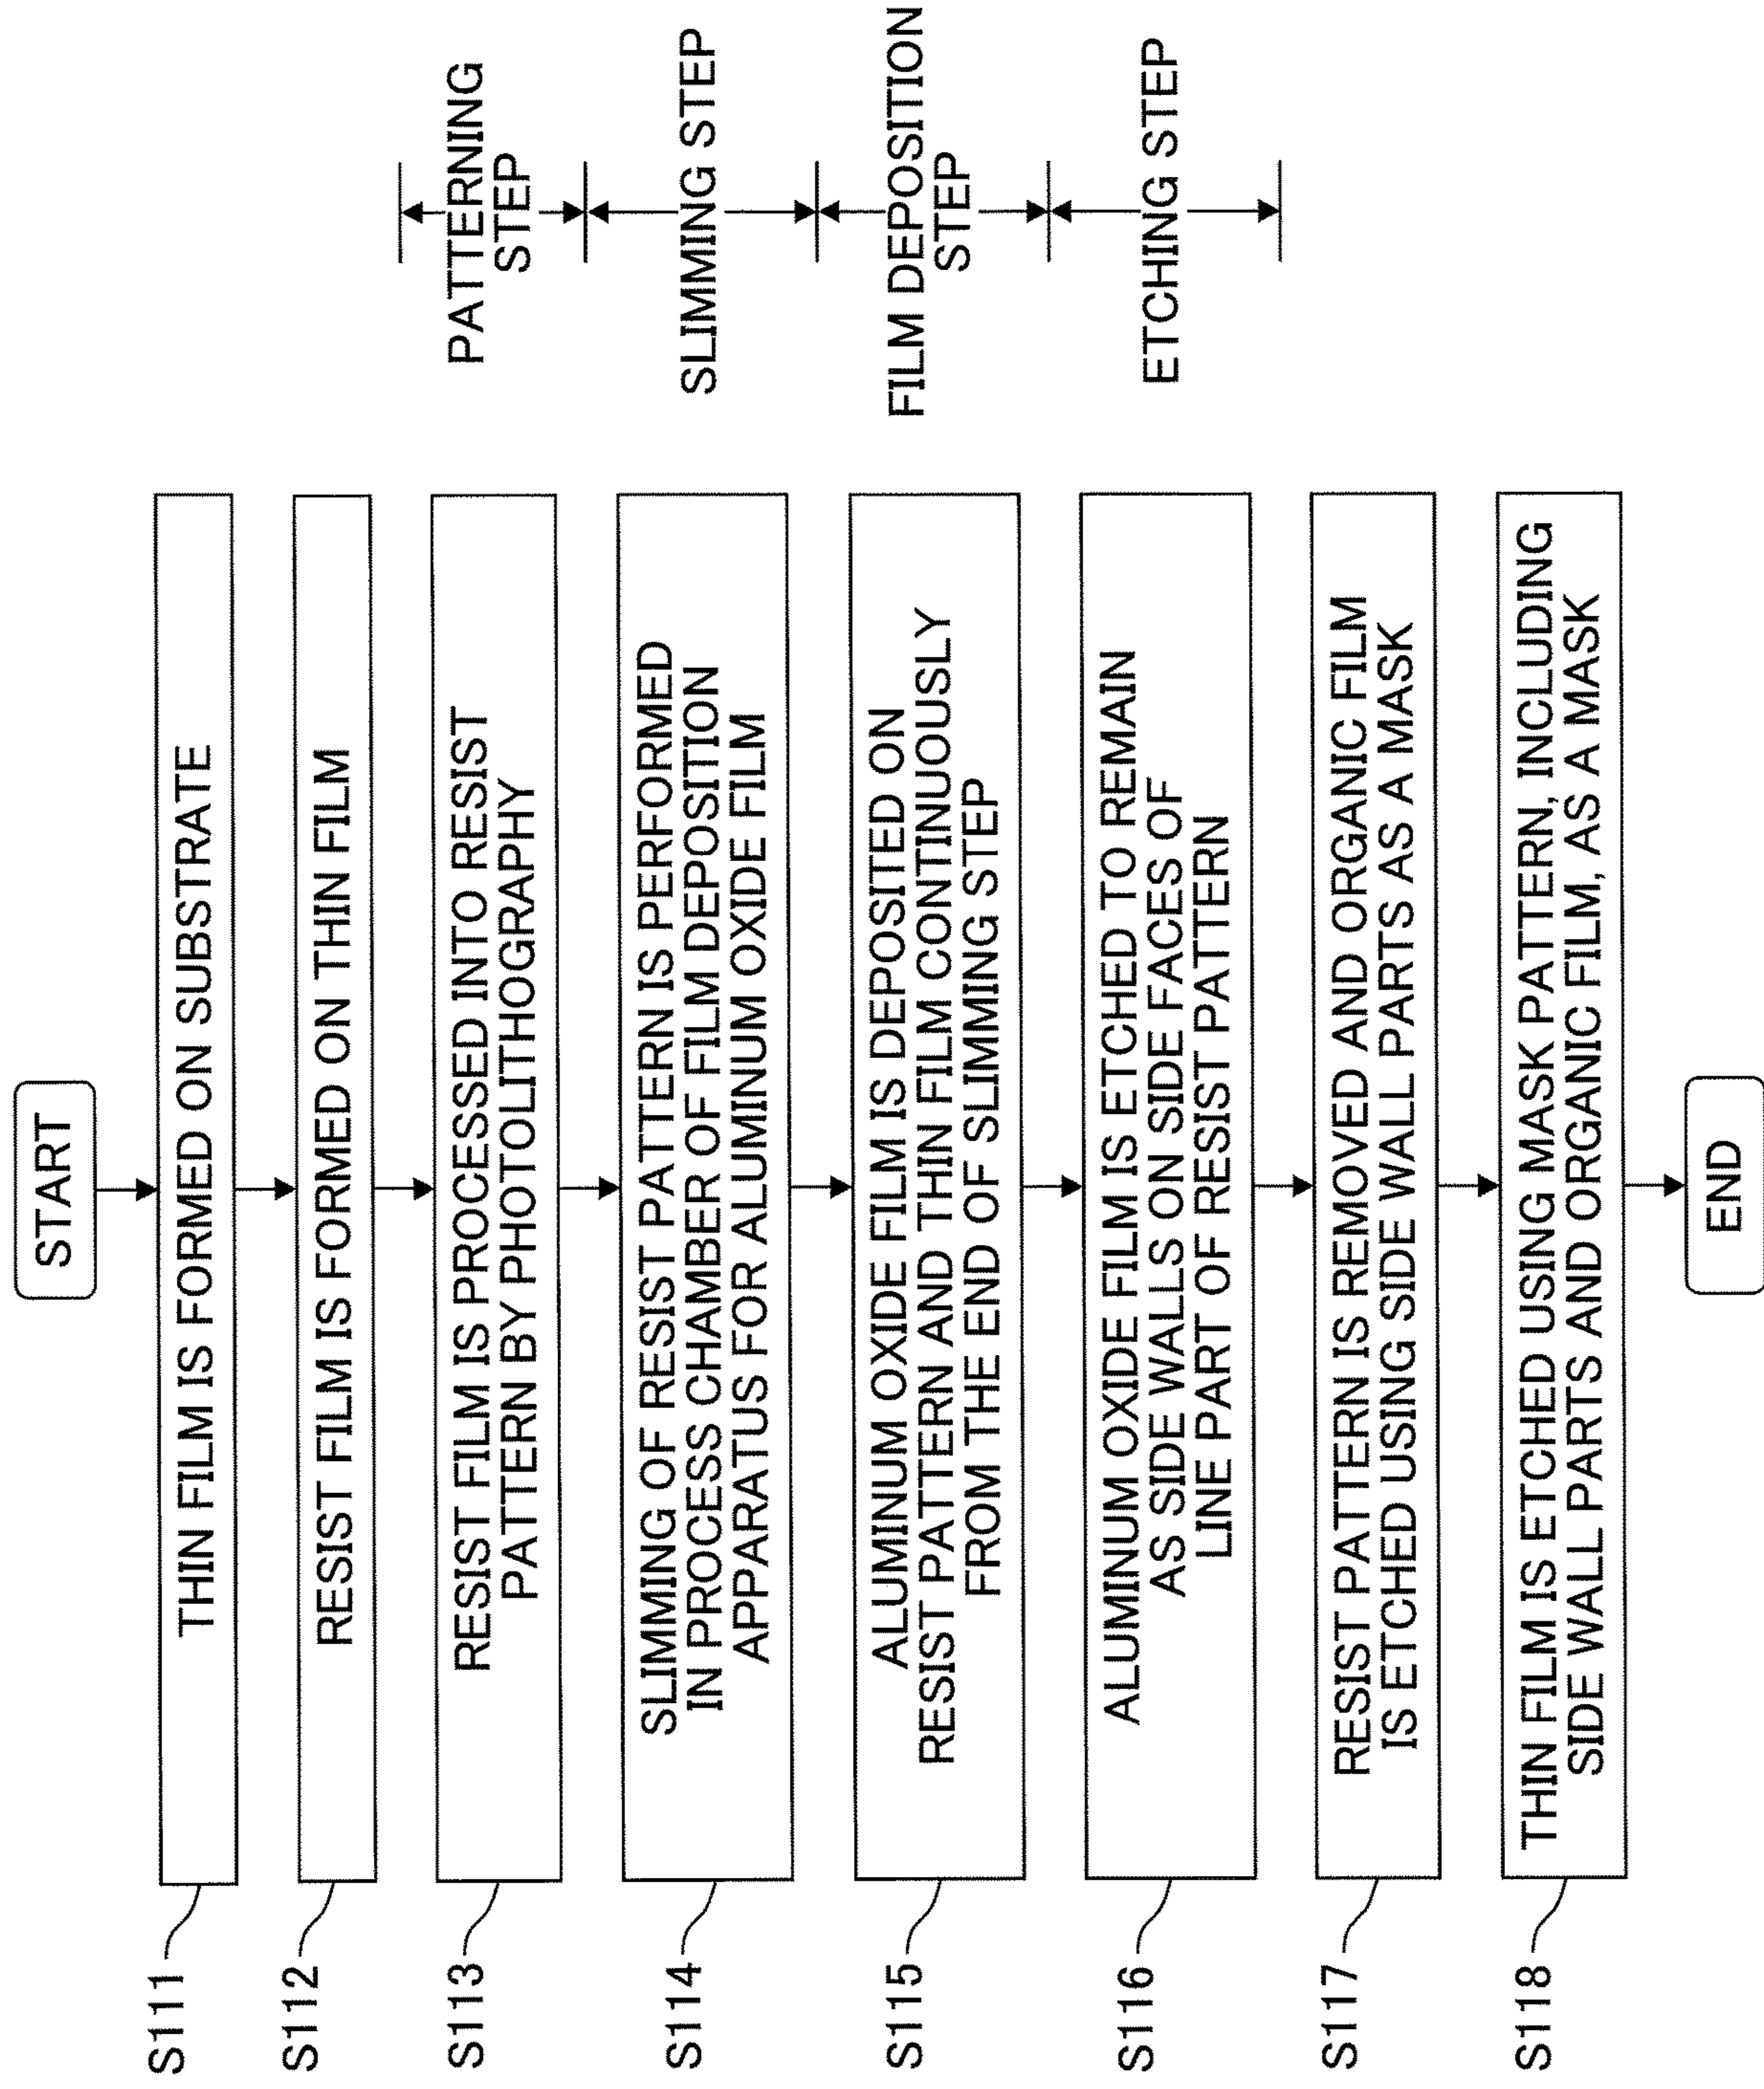 START
S111
THIN FILM IS FORMED ON SUBSTRATE
S112
RESIST FILM IS FORMED ON THIN FILM
S113
RESIST FILM IS PROCESSED INTO RESIST
PATTERN BY PHOTOLITHOGRAPHY
PATTERNING
STEP
S114
SLIMMING OF RESIST PATTERN IS PERFORMED
IN PROCESS CHAMBER OF FILM DEPOSITION
APPARATUS FOR ALUMINUM OXIDE FILM
SLIMMING STEP
S115
ALUMINUM OXIDE FILM IS DEPOSITED ON
RESIST PATTERN AND THIN FILM CONTINUOUSLY
FROM THE END OF SLIMMING STEP
FILM DEPOSITION
STEP
S116
ALUMINUM OXIDE FILM IS ETCHED TO REMAIN
AS SIDE WALLS ON SIDE FACES OF
LINE PART OF RESIST PATTERN
ETCHING STEP
S117
RESIST PATTERN IS REMOVED AND ORGANIC FILM
IS ETCHED USING SIDE WALL PARTS AS A MASK
S118
THIN FILM IS ETCHED USING MASK PATTERN, INCLUDING
SIDE WALL PARTS AND ORGANIC FILM, AS A MASK
END